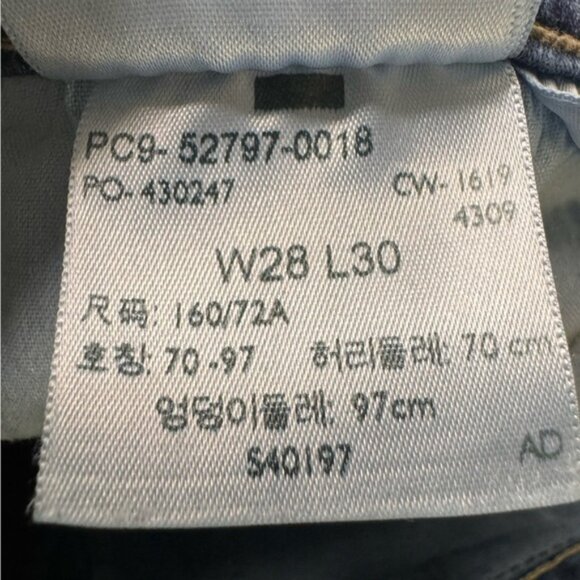 PC9- 52797-0018
PO- 430247 CW- 1619
4309
W28 L30
尺码: 160/72A
호칭: 70 -97 허리둘레: 70 cm
엉덩이둘레: 97cm
S40197 AD